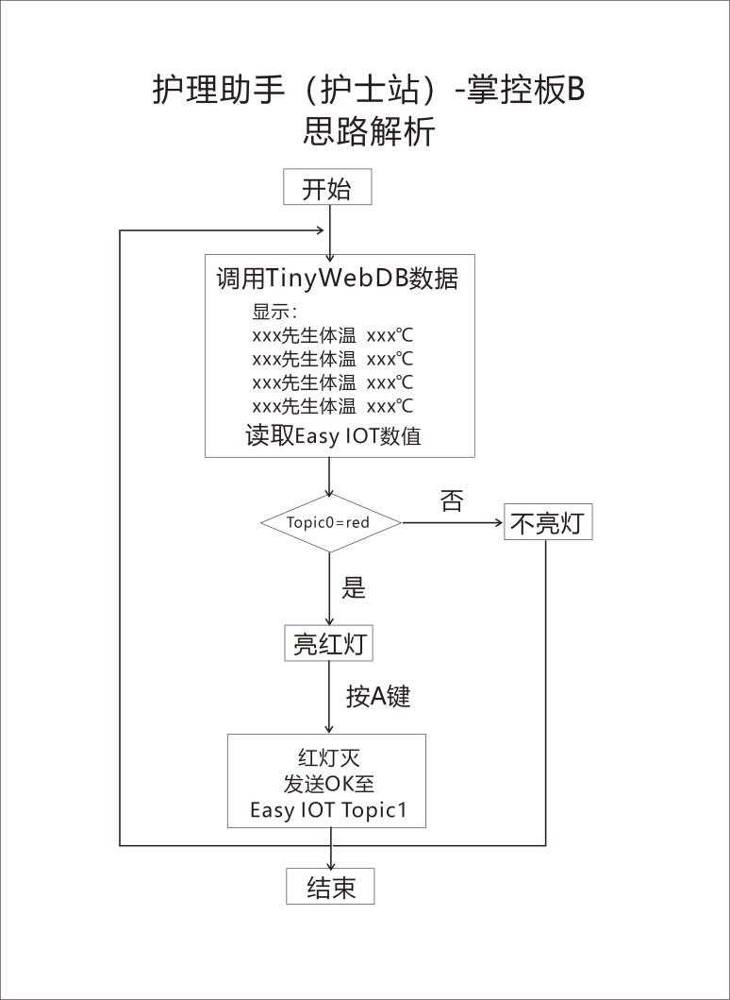 护理助手（护士站）-掌控板B
思路解析
开始
调用TinyWebDB数据
显示：
xxx先生体温 xxx℃
xxx先生体温 xxx℃
xxx先生体温 xxx℃
xxx先生体温 xxx℃
读取Easy IOT数值
Topic0=red
否
不亮灯
是
亮红灯
按A键
红灯灭
发送OK至
Easy IOT Topic1
结束